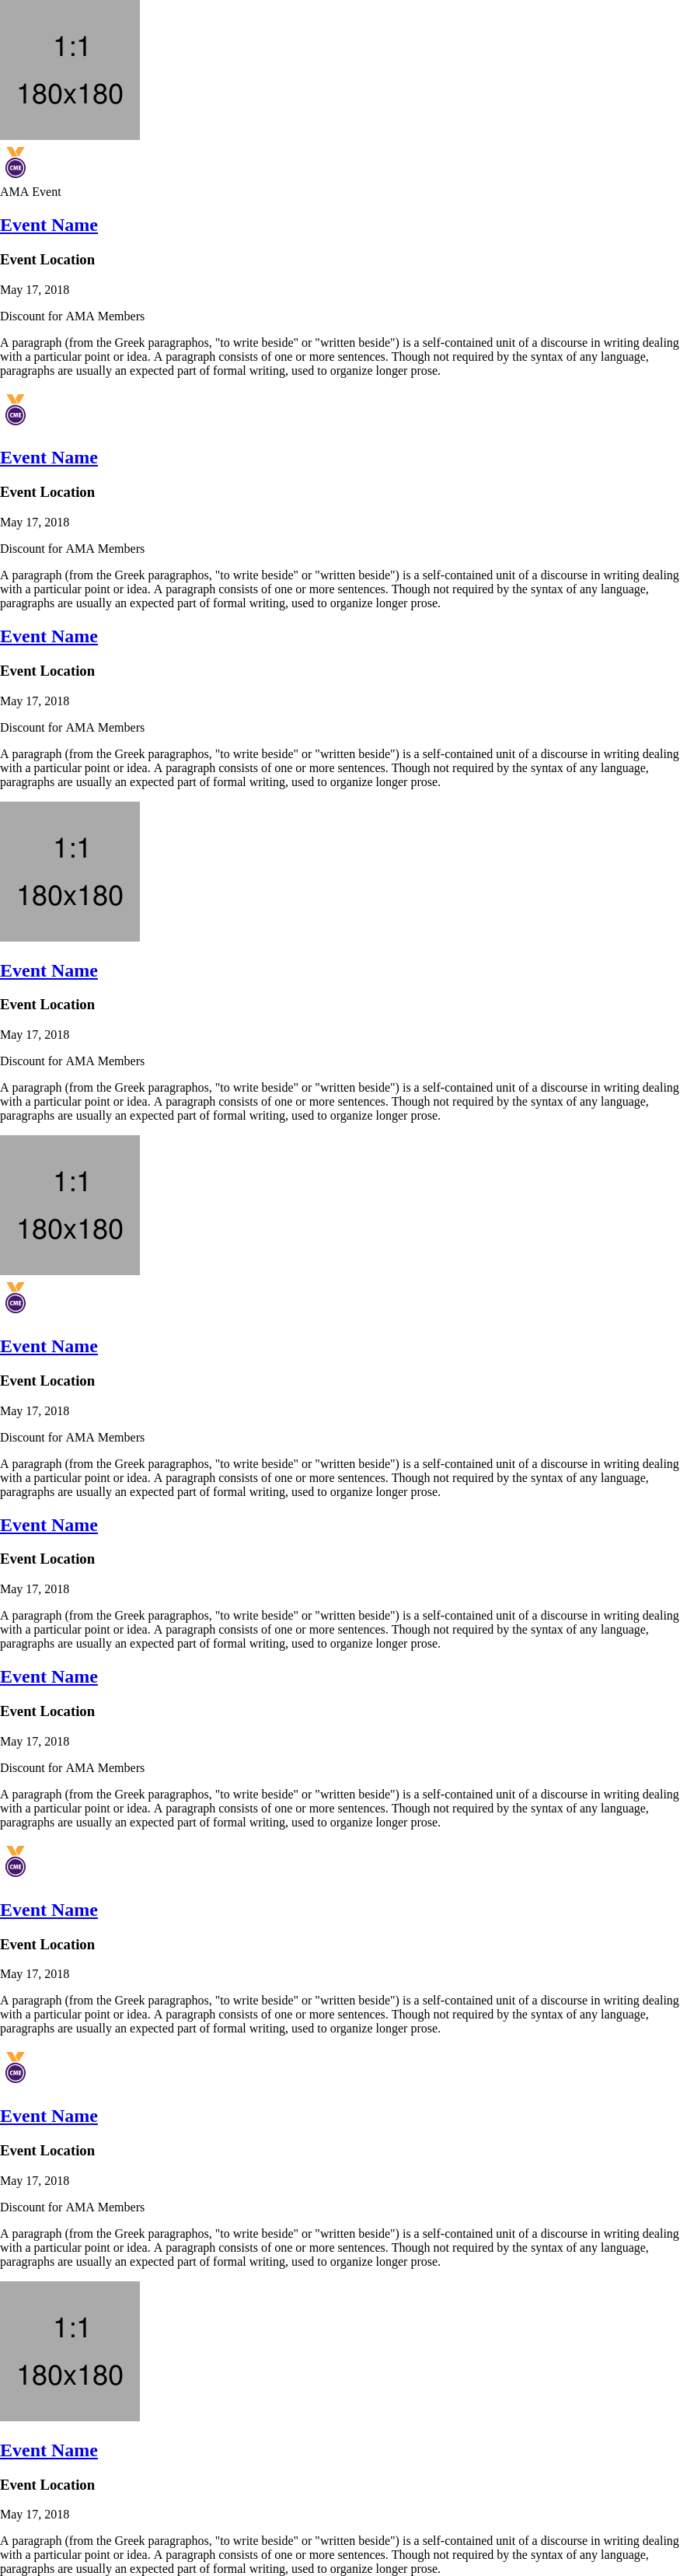 1:1
180x180
CME
AMA Event
Event Name
Event Location
May 17, 2018
Discount for AMA Members
A paragraph (from the Greek paragraphos, "to write beside" or "written beside") is a self-contained unit of a discourse in writing dealing
with a particular point or idea. A paragraph consists of one or more sentences. Though not required by the syntax of any language,
paragraphs are usually an expected part of formal writing, used to organize longer prose.
CME
Event Name
Event Location
May 17, 2018
Discount for AMA Members
A paragraph (from the Greek paragraphos, "to write beside" or "written beside") is a self-contained unit of a discourse in writing dealing
with a particular point or idea. A paragraph consists of one or more sentences. Though not required by the syntax of any language,
paragraphs are usually an expected part of formal writing, used to organize longer prose.
Event Name
Event Location
May 17, 2018
Discount for AMA Members
A paragraph (from the Greek paragraphos, "to write beside" or "written beside") is a self-contained unit of a discourse in writing dealing
with a particular point or idea. A paragraph consists of one or more sentences. Though not required by the syntax of any language,
paragraphs are usually an expected part of formal writing, used to organize longer prose.
1:1
180x180
Event Name
Event Location
May 17, 2018
Discount for AMA Members
A paragraph (from the Greek paragraphos, "to write beside" or "written beside") is a self-contained unit of a discourse in writing dealing
with a particular point or idea. A paragraph consists of one or more sentences. Though not required by the syntax of any language,
paragraphs are usually an expected part of formal writing, used to organize longer prose.
1:1
180x180
CME
Event Name
Event Location
May 17, 2018
Discount for AMA Members
A paragraph (from the Greek paragraphos, "to write beside" or "written beside") is a self-contained unit of a discourse in writing dealing
with a particular point or idea. A paragraph consists of one or more sentences. Though not required by the syntax of any language,
paragraphs are usually an expected part of formal writing, used to organize longer prose.
Event Name
Event Location
May 17, 2018
A paragraph (from the Greek paragraphos, "to write beside" or "written beside") is a self-contained unit of a discourse in writing dealing
with a particular point or idea. A paragraph consists of one or more sentences. Though not required by the syntax of any language,
paragraphs are usually an expected part of formal writing, used to organize longer prose.
Event Name
Event Location
May 17, 2018
Discount for AMA Members
A paragraph (from the Greek paragraphos, "to write beside" or "written beside") is a self-contained unit of a discourse in writing dealing
with a particular point or idea. A paragraph consists of one or more sentences. Though not required by the syntax of any language,
paragraphs are usually an expected part of formal writing, used to organize longer prose.
CME
Event Name
Event Location
May 17, 2018
A paragraph (from the Greek paragraphos, "to write beside" or "written beside") is a self-contained unit of a discourse in writing dealing
with a particular point or idea. A paragraph consists of one or more sentences. Though not required by the syntax of any language,
paragraphs are usually an expected part of formal writing, used to organize longer prose.
CME
Event Name
Event Location
May 17, 2018
Discount for AMA Members
A paragraph (from the Greek paragraphos, "to write beside" or "written beside") is a self-contained unit of a discourse in writing dealing
with a particular point or idea. A paragraph consists of one or more sentences. Though not required by the syntax of any language,
paragraphs are usually an expected part of formal writing, used to organize longer prose.
1:1
180x180
Event Name
Event Location
May 17, 2018
A paragraph (from the Greek paragraphos, "to write beside" or "written beside") is a self-contained unit of a discourse in writing dealing
with a particular point or idea. A paragraph consists of one or more sentences. Though not required by the syntax of any language,
paragraphs are usually an expected part of formal writing, used to organize longer prose.